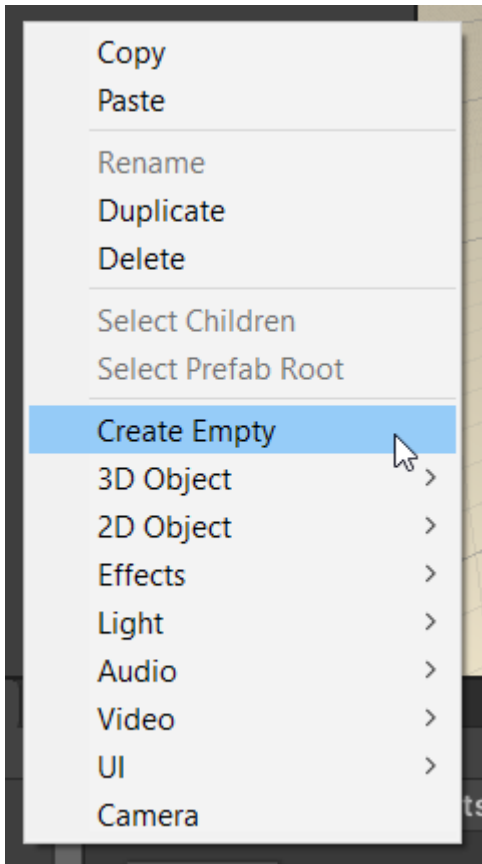 Copy
Paste
Rename
Duplicate
Delete
Select Children
Select Prefab Root
Create Empty
3D Object
2D Object
Effects
Light
Audio
Video
UI
Camera
ts